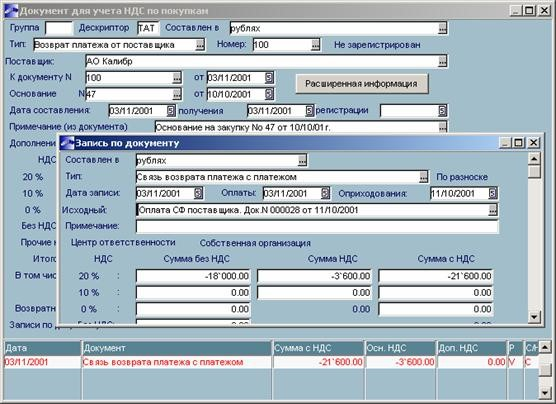 Документ для учета НДС по покупкам
Группа Дескриптор ТАТ Составлен в рублях
Тип: Возврат платежа от поставщика Номер: 100 Не зарегистрирован
Поставщик: АО Калибр
К документу N 100 от 03/11/2001 Расширенная информация
Основание N 47 от 10/10/2001
Дата составления: 03/11/2001 получения 03/11/2001 регистрации
Примечание (из документа) Основание на закупку No 47 от 10/10/01г.
Дополни
НДС
20 %
10 %
0 %
Без НДС
Прочие н
Итого
В том чис
Возвратн
Записи по до
Запись по документу
Составлен в рублях
Тип: Связь возврата платежа с платежом По разноске
Дата записи: 03/11/2001 Оплаты: 03/11/2001 Оприходования: 11/10/2001
Исходный: Оплата СФ поставщика. Док.N 000028 от 11/10/2001
Примечание:
Центр ответственности Собственная организация
НДС Сумма без НДС Сумма НДС Сумма с НДС
20 % : -18`000.00 -3`600.00 -21`600.00
10 % : 0.00 0.00 0.00
0 % : 0.00 0.00 0.00
Дата Документ Сумма с НДС Осн. НДС Доп. НДС Р С/Н
03/11/2001 Связь возврата платежа с платежом -21`600.00 -3`600.00 0.00 V С